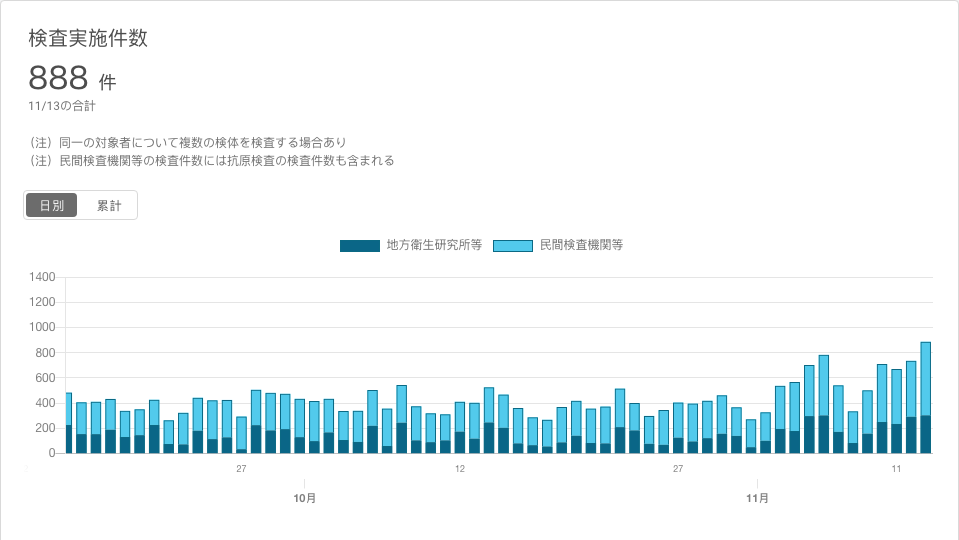 検査実施件数
888 件
11/13の合計
（注）同一の対象者について複数の検体を検査する場合あり
（注）民間検査機関等の検査件数には抗原検査の検査件数も含まれる
日別 累計
地方衛生研究所等 民間検査機関等
1400
1200
1000
800
600
400
200
0
27 12 27 11
10月 11月